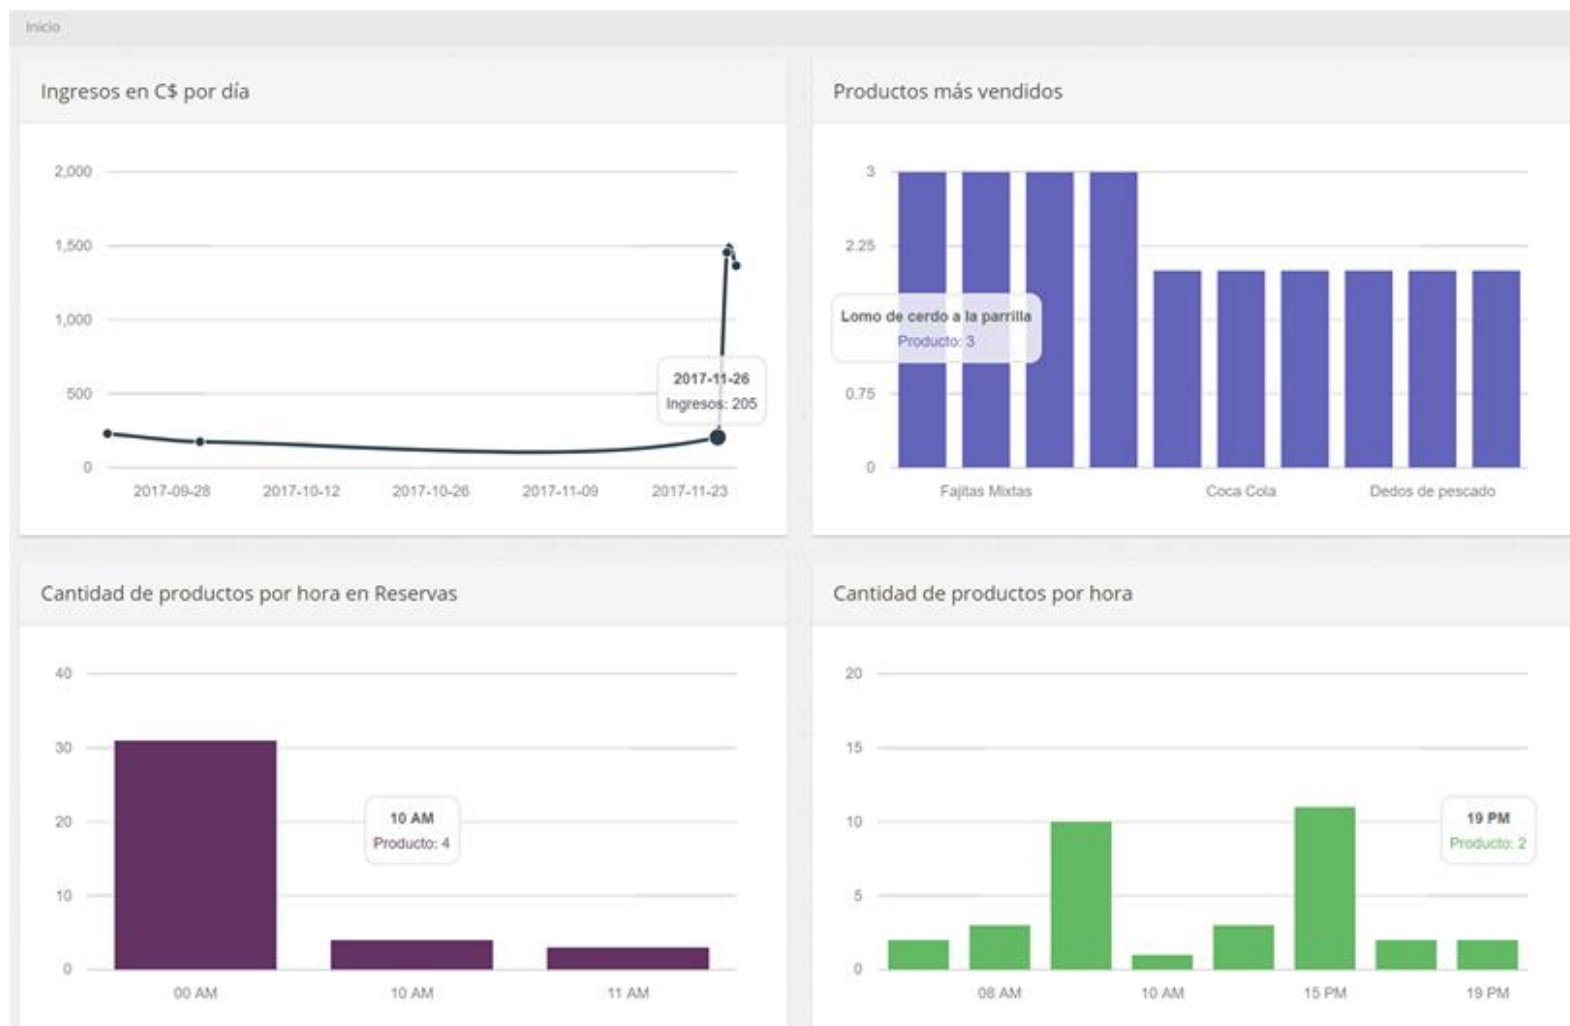 Inicio
Ingresos en C$ por día
2,000
1,500
1,000
500
0
2017-11-26
Ingresos: 205
2017-09-28 2017-10-12 2017-10-26 2017-11-09 2017-11-23
Productos más vendidos
3
2.25
0.75
0
Lomo de cerdo a la parrilla
Producto: 3
Fajitas Mixtas Coca Cola Dedos de pescado
Cantidad de productos por hora en Reservas
40
30
20
10
0
10 AM
Producto: 4
00 AM 10 AM 11 AM
Cantidad de productos por hora
20
15
10
5
0
19 PM
Producto: 2
08 AM 10 AM 15 PM 19 PM